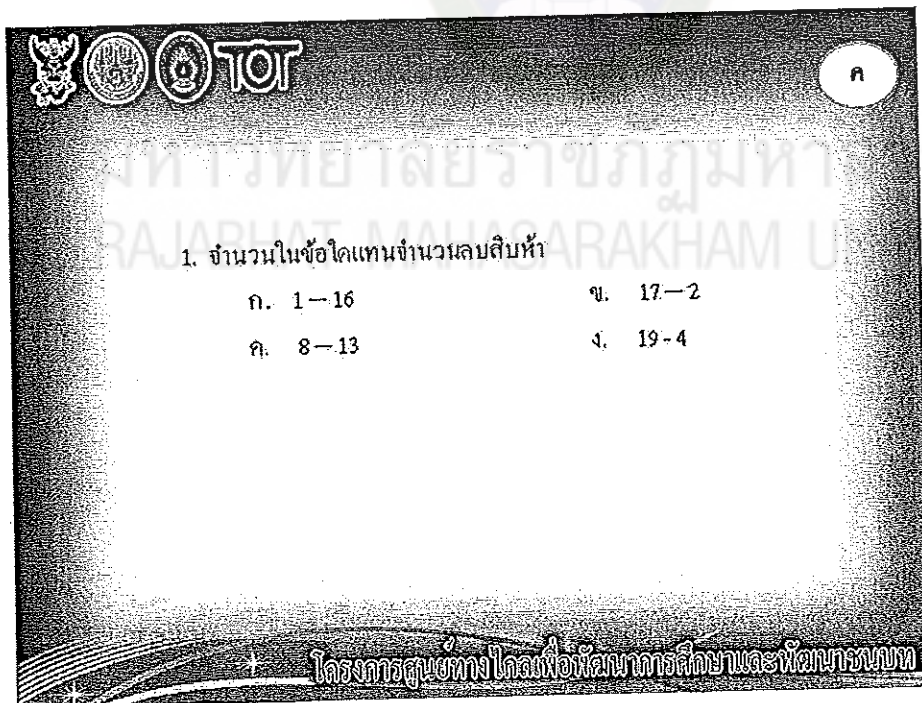 TOT
ค
RAJABHAT MAHASARAKHAM U
1. จำนวนในข้อใดแทนจำนวนลบสิบห้า
ก. 1 — 16 ข. 17 — 2
ค. 8 — 13 ง. 19 - 4
โครงการศูนย์ทางไกลเพื่อพัฒนาการศึกษาและพัฒนาชนบท